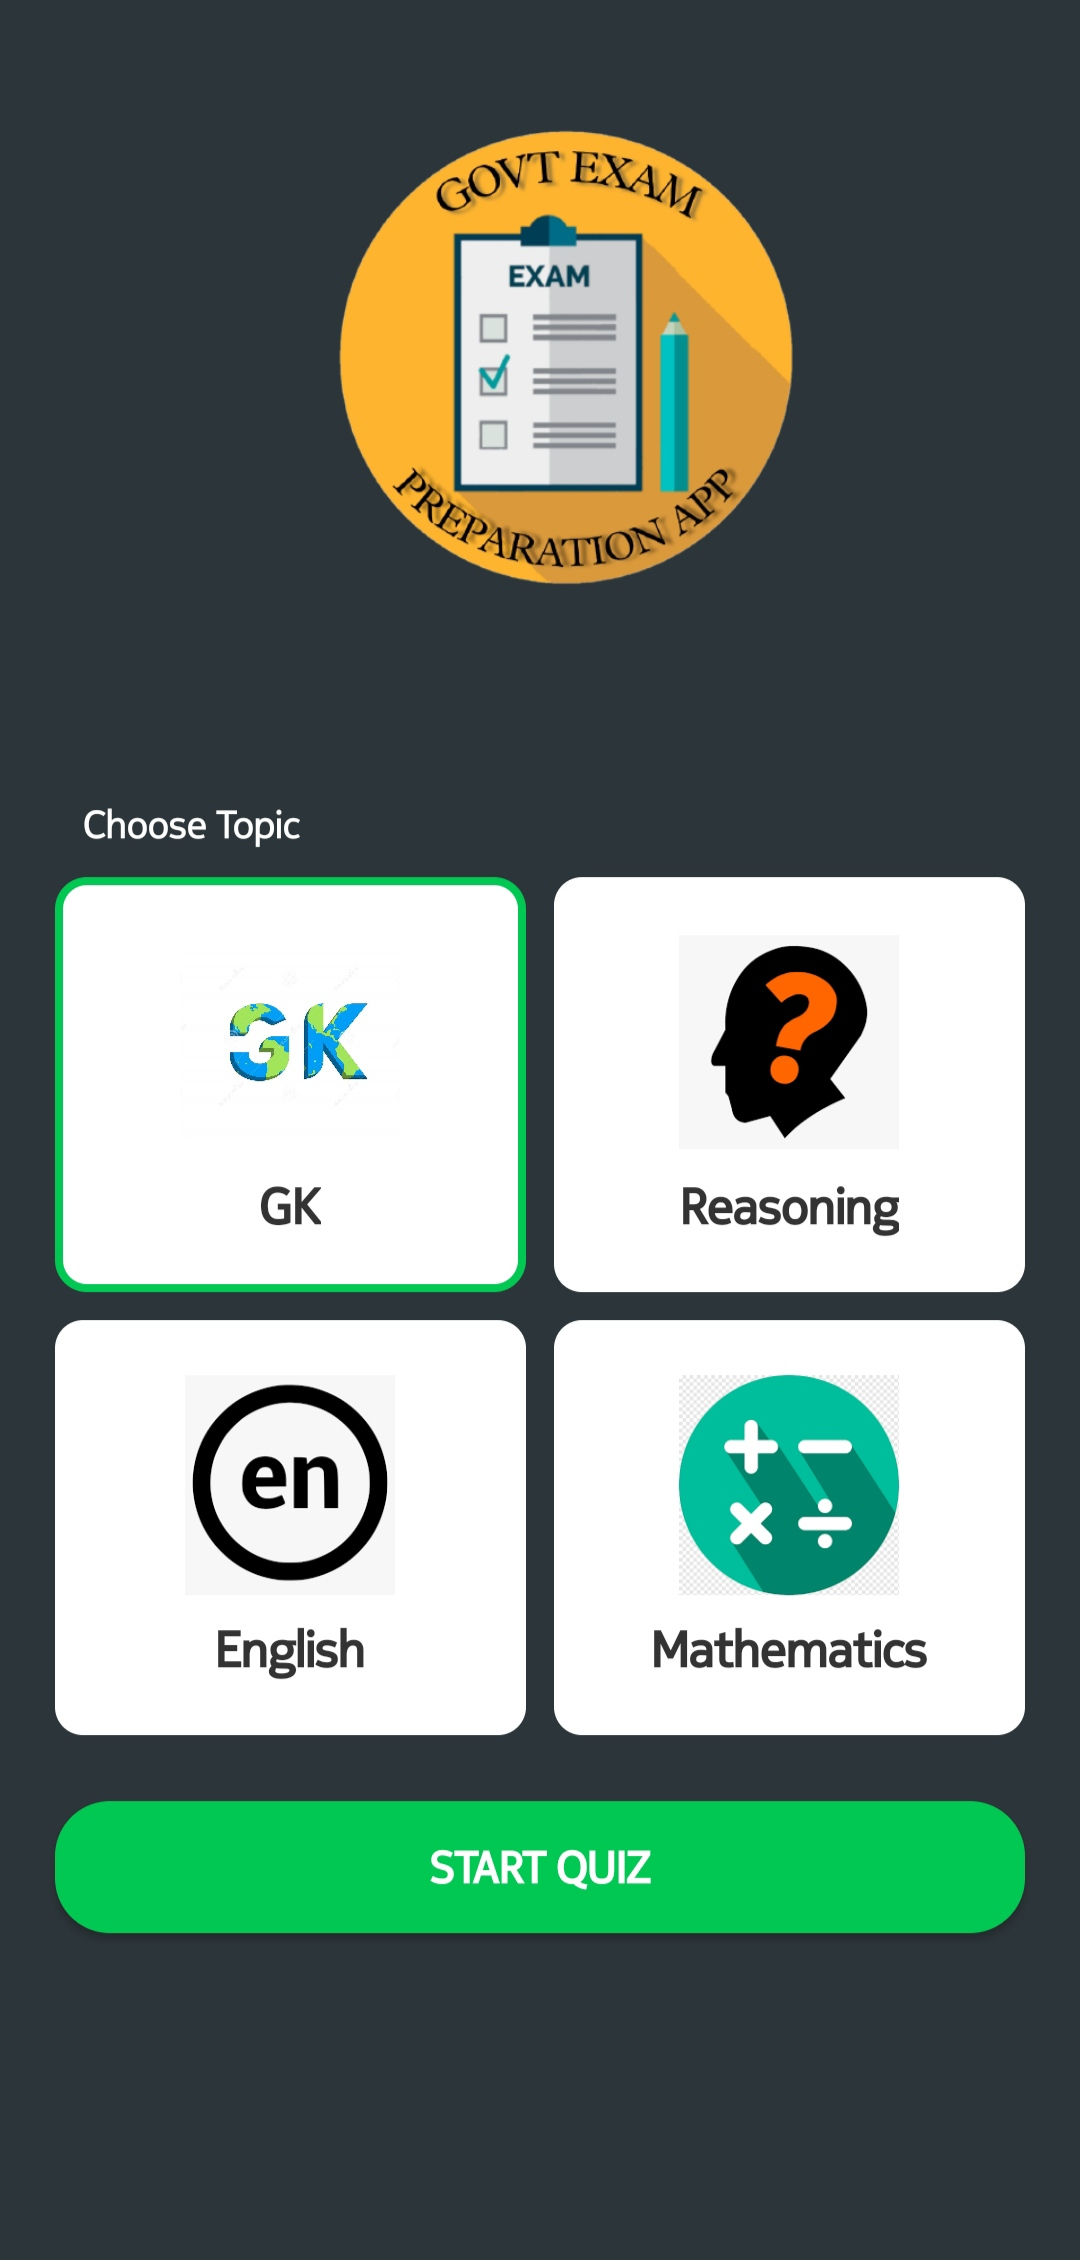 GOVT EXAM
EXAM
PREPARATION APP
Choose Topic
GK
GK
Reasoning
en
English
Mathematics
START QUIZ